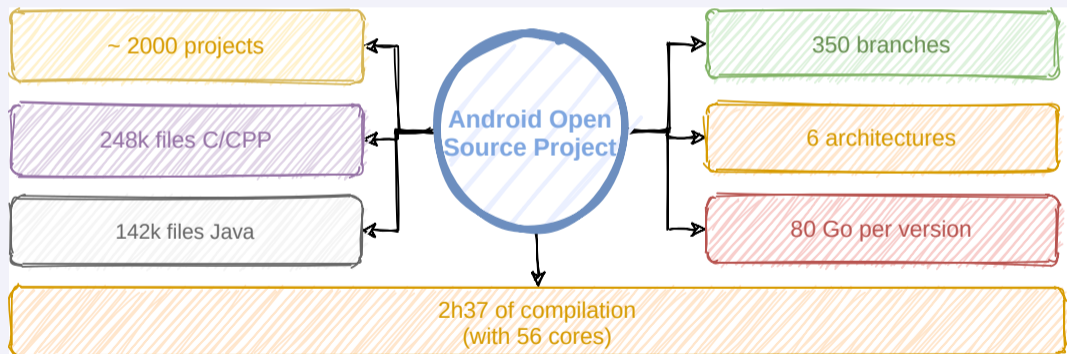 ~ 2000 projects
248k files C/CPP
142k files Java
Android Open
Source Project
350 branches
6 architectures
80 Go per version
2h37 of compilation
(with 56 cores)